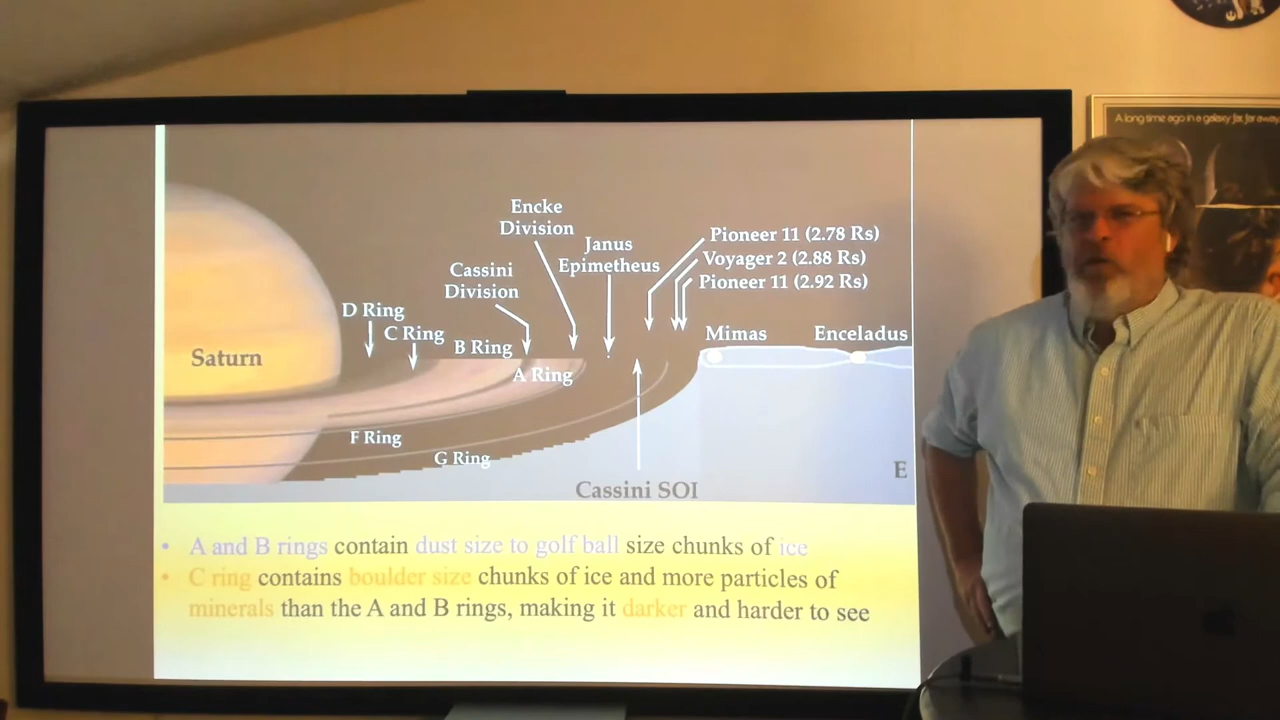 A long time ago in a galaxy far, far away...
Encke
Division
Janus
Epimetheus
Pioneer 11 (2.78 Rs)
Voyager 2 (2.88 Rs)
Pioneer 11 (2.92 Rs)
Cassini
Division
D Ring
C Ring
B Ring
A Ring
Mimas
Enceladus
Saturn
F Ring
G Ring
E
Cassini SOI
• A and B rings contain dust size to golf ball size chunks of ice
• C ring contains boulder size chunks of ice and more particles of
minerals than the A and B rings, making it darker and harder to see